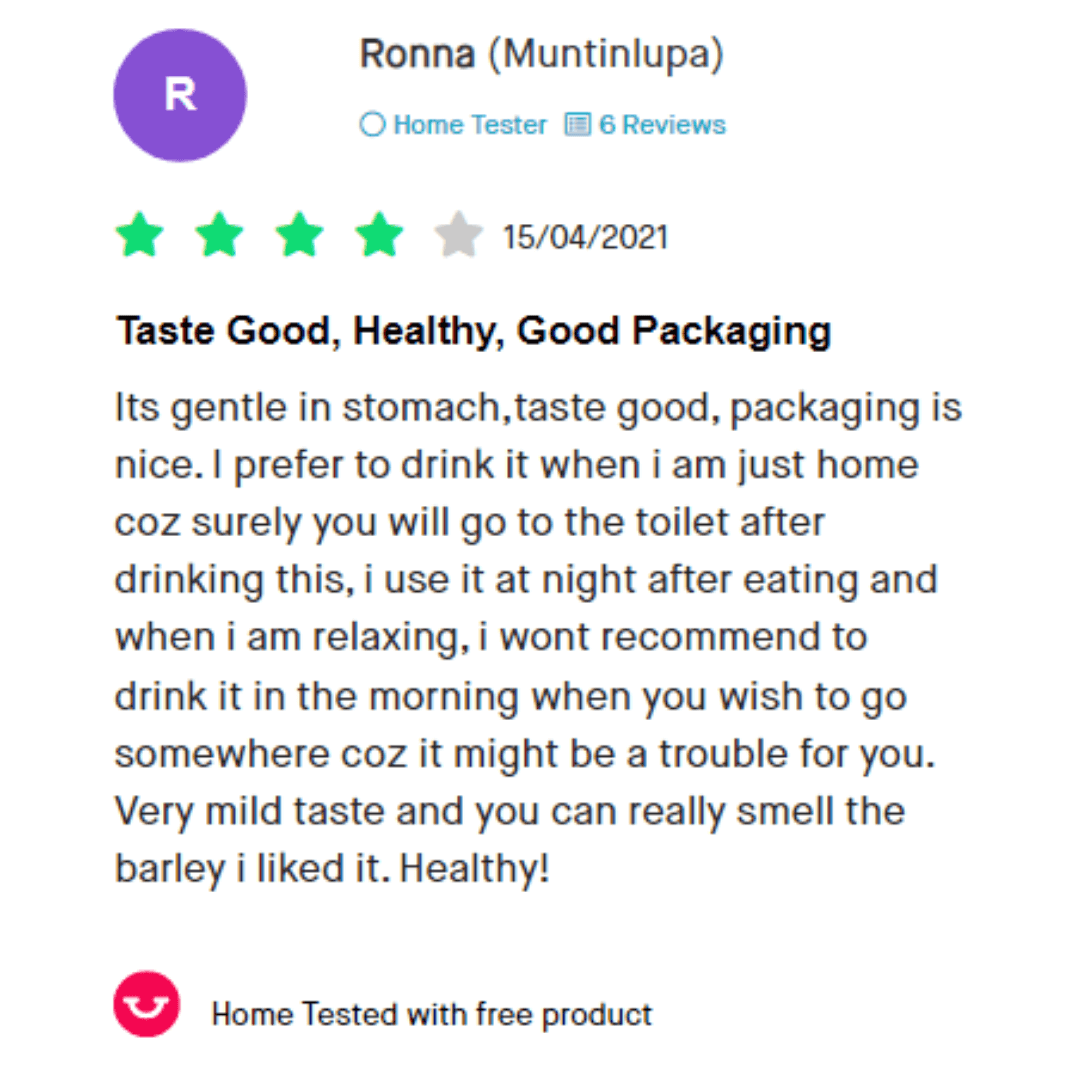 R
Ronna (Muntinlupa)
Home Tester 6 Reviews
15/04/2021
Taste Good, Healthy, Good Packaging
Its gentle in stomach,taste good, packaging is
nice. I prefer to drink it when i am just home
coz surely you will go to the toilet after
drinking this, i use it at night after eating and
when i am relaxing, i wont recommend to
drink it in the morning when you wish to go
somewhere coz it might be a trouble for you.
Very mild taste and you can really smell the
barley i liked it. Healthy!
Home Tested with free product